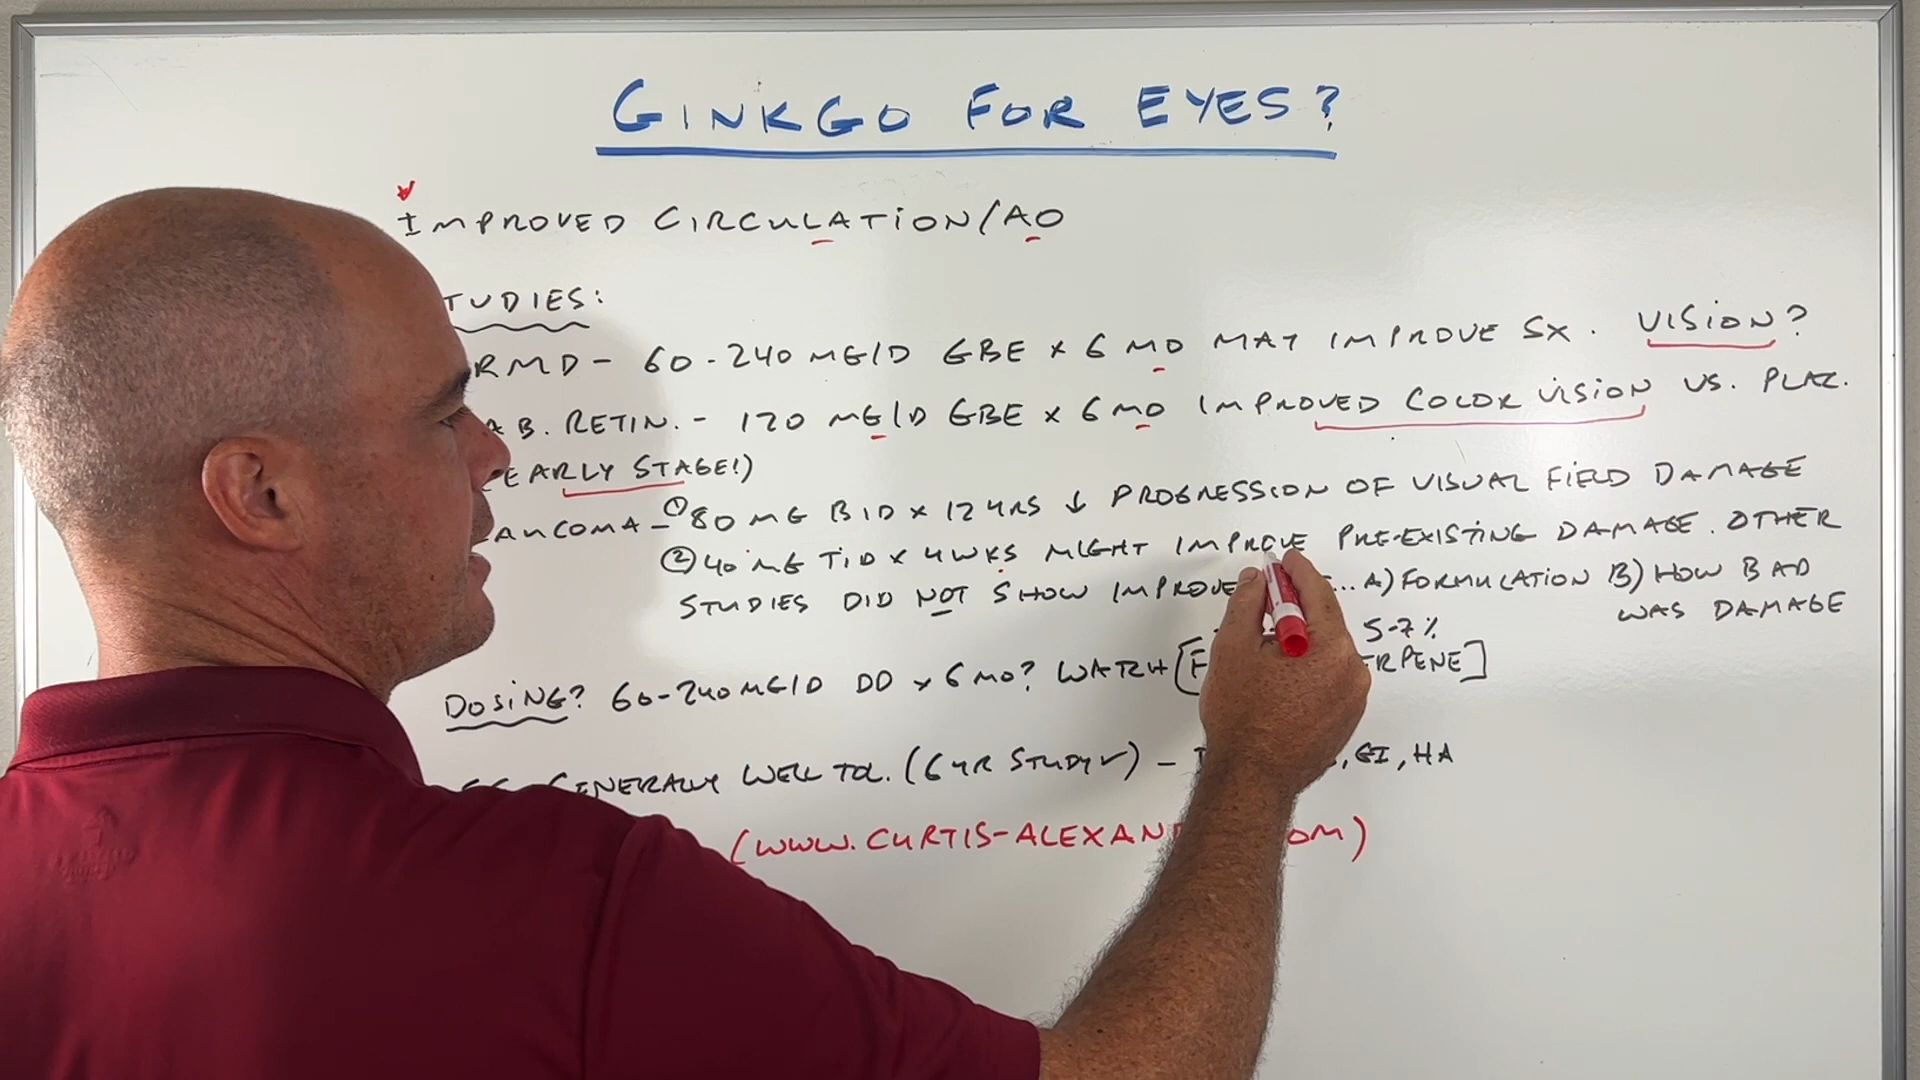 GINKGO FOR EYES?
IMPROVED CIRCULATION/AO
TUDIES:
RMD - 60-240 MG/D GBE x 6 MO MAY IMPROVE SX. VISION?
AB. RETIN. - 120 MG/D GBE x 6 MO IMPROVED COLOR VISION VS. PLAC.
EARLY STAGE!)
AUCOMA - ① 80 MG BID x 12 YRS ↓ PROGRESSION OF VISUAL FIELD DAMAGE
② 40 MG TID x 4 WKS MIGHT IMPROVE PRE-EXISTING DAMAGE. OTHER
STUDIES DID NOT SHOW IMPROVE ... A) FORMULATION B) HOW BAD
WAS DAMAGE
5-7%
DOSING? 60-240 MG/D DD x 6 MO? WATCH [F ERPENE]
GENERALLY WELL TOL. (6 YR STUDY ✓) - , GI, HA
(WWW.CURTIS-ALEXAN OM)